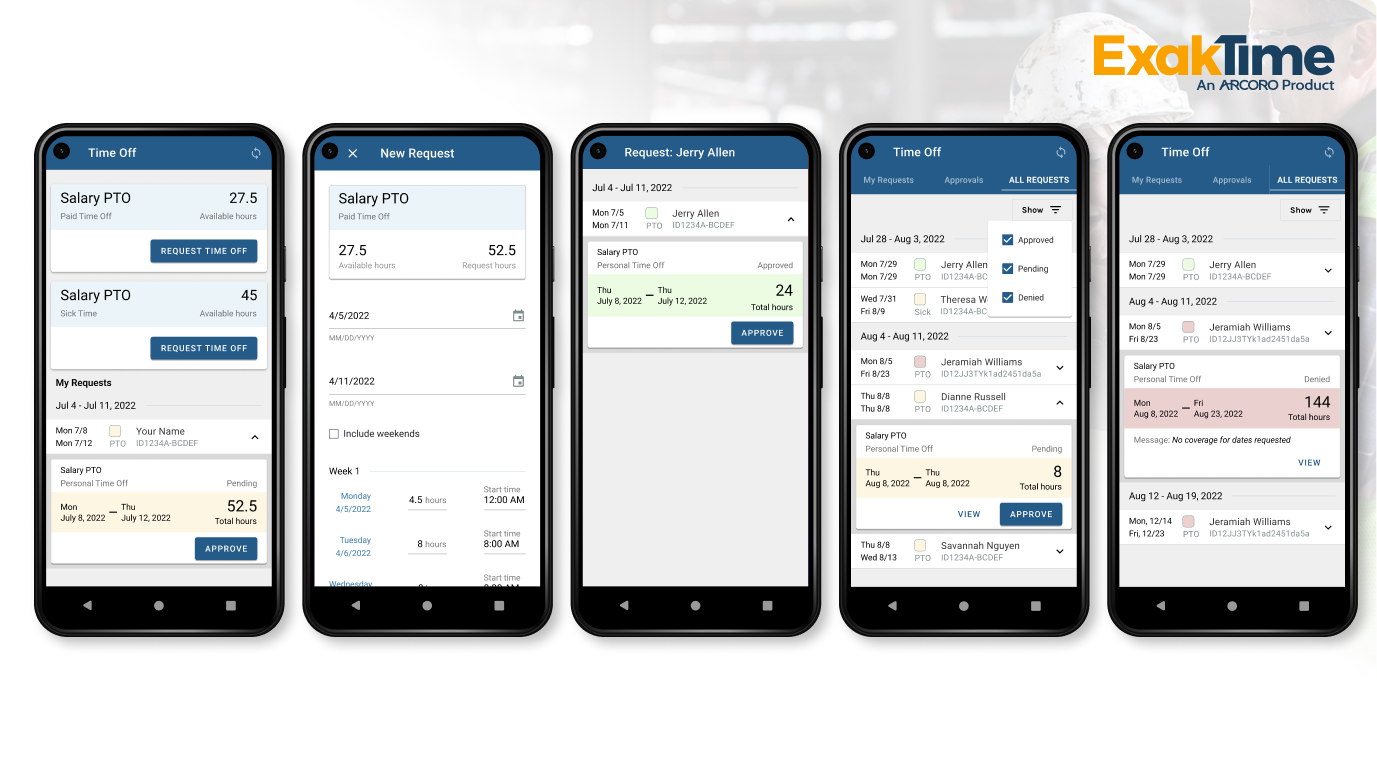 ExakTime
An ARCORO Product
Time Off
Salary PTO 27.5
Paid Time Off Available hours
REQUEST TIME OFF
Salary PTO 45
Sick Time Available hours
REQUEST TIME OFF
My Requests
Jul 4 - Jul 11, 2022
Mon 7/8 Your Name
Mon 7/12 PTO ID1234A-BCDEF
Salary PTO
Personal Time Off Pending
Mon – Thu 52.5
July 8, 2022 July 12, 2022 Total hours
APPROVE
New Request
Salary PTO
Paid Time Off
27.5 52.5
Available hours Request hours
4/5/2022
MM/DD/YYYY
4/11/2022
MM/DD/YYYY
Include weekends
Week 1
Monday 4.5 hours Start time
4/5/2022 12:00 AM
Tuesday 8 hours Start time
4/6/2022 8:00 AM
Wednesday Start time
Request: Jerry Allen
Jul 4 - Jul 11, 2022
Mon 7/5 Jerry Allen
Mon 7/11 PTO ID1234A-BCDEF
Salary PTO
Personal Time Off Approved
Thu – Thu 24
July 8, 2022 July 12, 2022 Total hours
APPROVE
Time Off
My Requests Approvals ALL REQUESTS
Show
Approved
Pending
Denied
Jul 28 - Aug 3, 2022
Mon 7/29 Jerry Allen
Mon 7/29 PTO ID1234A-BC
Wed 7/31 Theresa W
Fri 8/9 Sick ID1234A-BC
Aug 4 - Aug 11, 2022
Mon 8/5 Jeramiah Williams
Fri 8/23 PTO ID12JJ3TYk1ad2451da5a
Thu 8/8 Dianne Russell
Thu 8/8 PTO ID1234A-BCDEF
Salary PTO
Personal Time Off Pending
Thu – Thu 8
Aug 8, 2022 Aug 8, 2022 Total hours
VIEW APPROVE
Thu 8/8 Savannah Nguyen
Wed 8/13 PTO ID1234A-BCDEF
Time Off
My Requests Approvals ALL REQUESTS
Show
Jul 28 - Aug 3, 2022
Mon 7/29 Jerry Allen
Mon 7/29 PTO ID1234A-BCDEF
Aug 4 - Aug 11, 2022
Mon 8/5 Jeramiah Williams
Fri 8/23 PTO ID12JJ3TYk1ad2451da5a
Salary PTO
Personal Time Off Denied
Mon – Fri 144
Aug 8, 2022 Aug 23, 2022 Total hours
Message: No coverage for dates requested
VIEW
Aug 12 - Aug 19, 2022
Mon, 12/14 Jeramiah Williams
Fri, 12/23 PTO ID12JJ3TYk1ad2451da5a